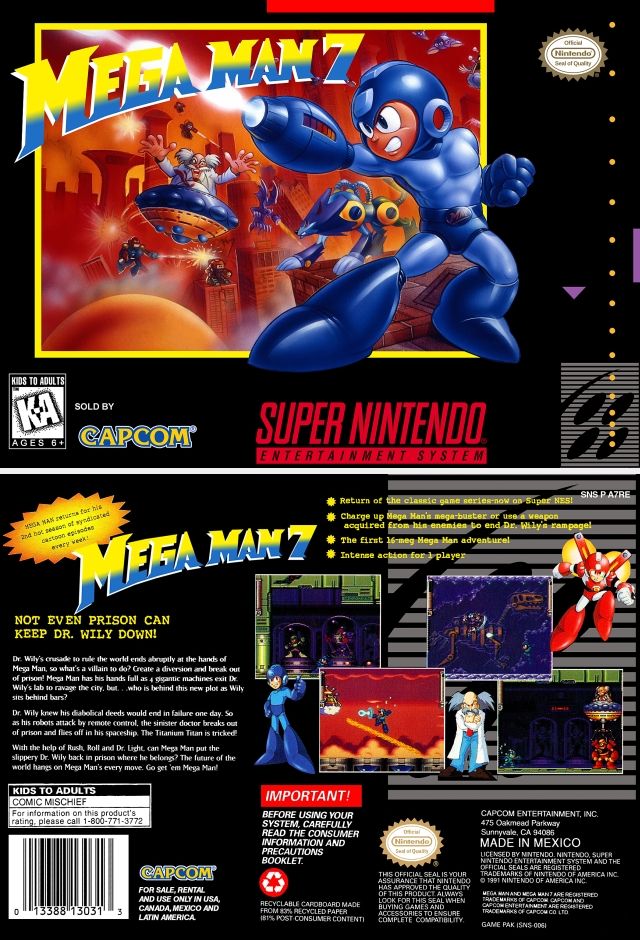 MEGA MAN 7
Official
Nintendo
Seal of Quality
KIDS TO ADULTS
K-A
AGES 6+
SOLD BY
CAPCOM®
SUPER NINTENDO®
ENTERTAINMENT SYSTEM
SNS P A7RE
MEGA MAN returns for his
2nd hot season of syndicated
cartoon episodes
every week!
MEGA MAN 7
Return of the classic game series-now on Super NES!
Charge up Mega Man's mega-buster or use a weapon
acquired from his enemies to end Dr. Wily's rampage!
The first 16-meg Mega Man adventure!
Intense action for 1 player
NOT EVEN PRISON CAN
KEEP DR. WILY DOWN!
Dr. Wily's crusade to rule the world ends abruptly at the hands of
Mega Man, so what's a villain to do? Create a diversion and break out
of prison! Mega Man has his hands full as 4 gigantic machines exit Dr.
Wily's lab to ravage the city, but. . .who is behind this new plot as Wily
sits behind bars?
Dr. Wily knew his diabolical deeds would end in failure one day. So
as his robots attack by remote control, the sinister doctor breaks out
of prison and flies off in his spaceship. The Titanium Titan is tricked!
With the help of Rush, Roll and Dr. Light, can Mega Man put the
slippery Dr. Wily back in prison where he belongs? The future of the
world hangs on Mega Man's every move. Go get 'em Mega Man!
KIDS TO ADULTS
COMIC MISCHIEF
For information on this product's
rating, please call 1-800-771-3772
0 13388 13031 3
CAPCOM
FOR SALE, RENTAL
AND USE ONLY IN USA,
CANADA, MEXICO AND
LATIN AMERICA.
IMPORTANT!
BEFORE USING YOUR
SYSTEM, CAREFULLY
READ THE CONSUMER
INFORMATION AND
PRECAUTIONS
BOOKLET.
RECYCLABLE CARDBOARD MADE
FROM 83% RECYCLED PAPER
(81% POST-CONSUMER CONTENT)
Official
Nintendo
Seal of Quality
THIS OFFICIAL SEAL IS YOUR
ASSURANCE THAT NINTENDO
HAS APPROVED THE QUALITY
OF THIS PRODUCT. ALWAYS
LOOK FOR THIS SEAL WHEN
BUYING GAMES AND
ACCESSORIES TO ENSURE
COMPLETE COMPATIBILITY.
CAPCOM ENTERTAINMENT, INC.
475 Oakmead Parkway
Sunnyvale, CA 94086
MADE IN MEXICO
LICENSED BY NINTENDO. NINTENDO, SUPER
NINTENDO ENTERTAINMENT SYSTEM AND THE
OFFICIAL SEALS ARE REGISTERED
TRADEMARKS OF NINTENDO OF AMERICA INC.
© 1991 NINTENDO OF AMERICA INC.
MEGA MAN AND MEGA MAN 7 ARE REGISTERED
TRADEMARKS OF CAPCOM. CAPCOM AND
CAPCOM ENTERTAINMENT ARE REGISTERED
TRADEMARKS OF CAPCOM CO. LTD.
GAME PAK (SNS-006)